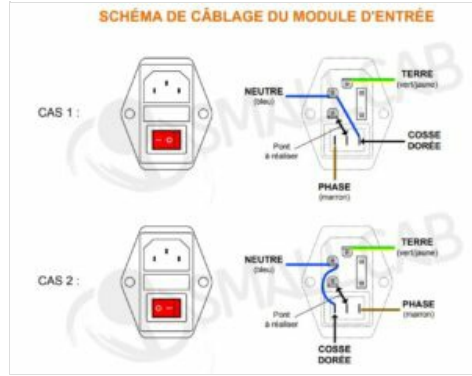 SCHÉMA DE CÂBLAGE DU MODULE D'ENTRÉE
CAS 1 :
NEUTRE
(bleu)
TERRE
(vert/jaune)
Pont
à réaliser
COSSE
DORÉE
PHASE
(marron)
CAS 2 :
NEUTRE
(bleu)
TERRE
(vert/jaune)
Pont
à réaliser
PHASE
(marron)
COSSE
DORÉE